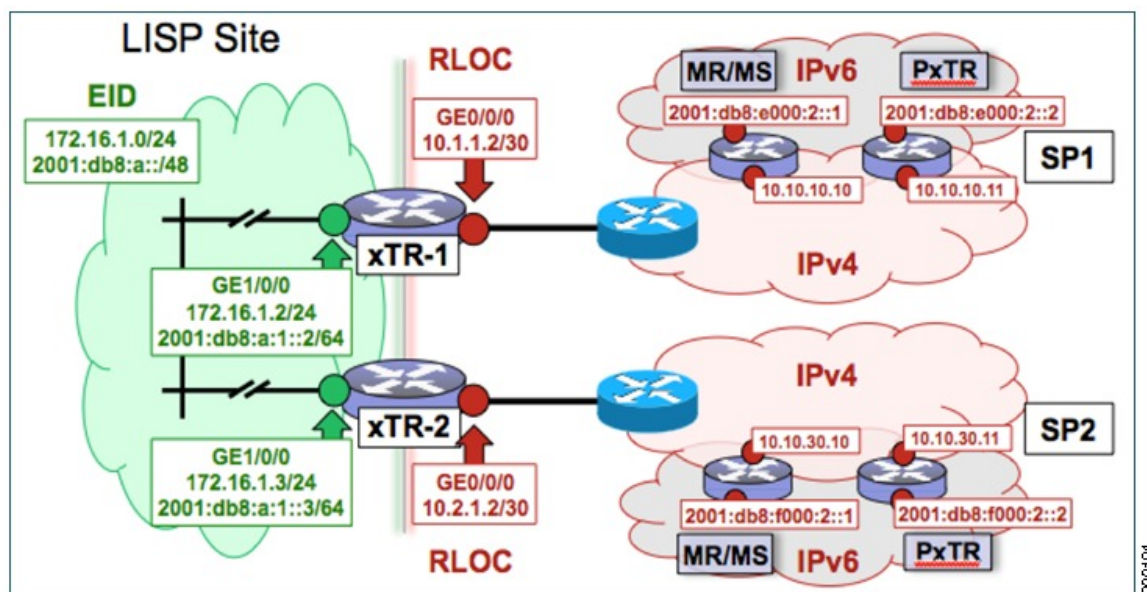 LISP Site
RLOC
EID
172.16.1.0/24
2001:db8:a::/48
GE0/0/0
10.1.1.2/30
MR/MS
IPv6
PxTR
2001:db8:e000:2::1
2001:db8:e000:2::2
SP1
10.10.10.10
10.10.10.11
xTR-1
IPv4
GE1/0/0
172.16.1.2/24
2001:db8:a:1::2/64
IPv4
xTR-2
10.10.30.10
10.10.30.11
SP2
GE1/0/0
172.16.1.3/24
2001:db8:a:1::3/64
GE0/0/0
10.2.1.2/30
2001:db8:f000:2::1
2001:db8:f000:2::2
RLOC
MR/MS
IPv6
PxTR